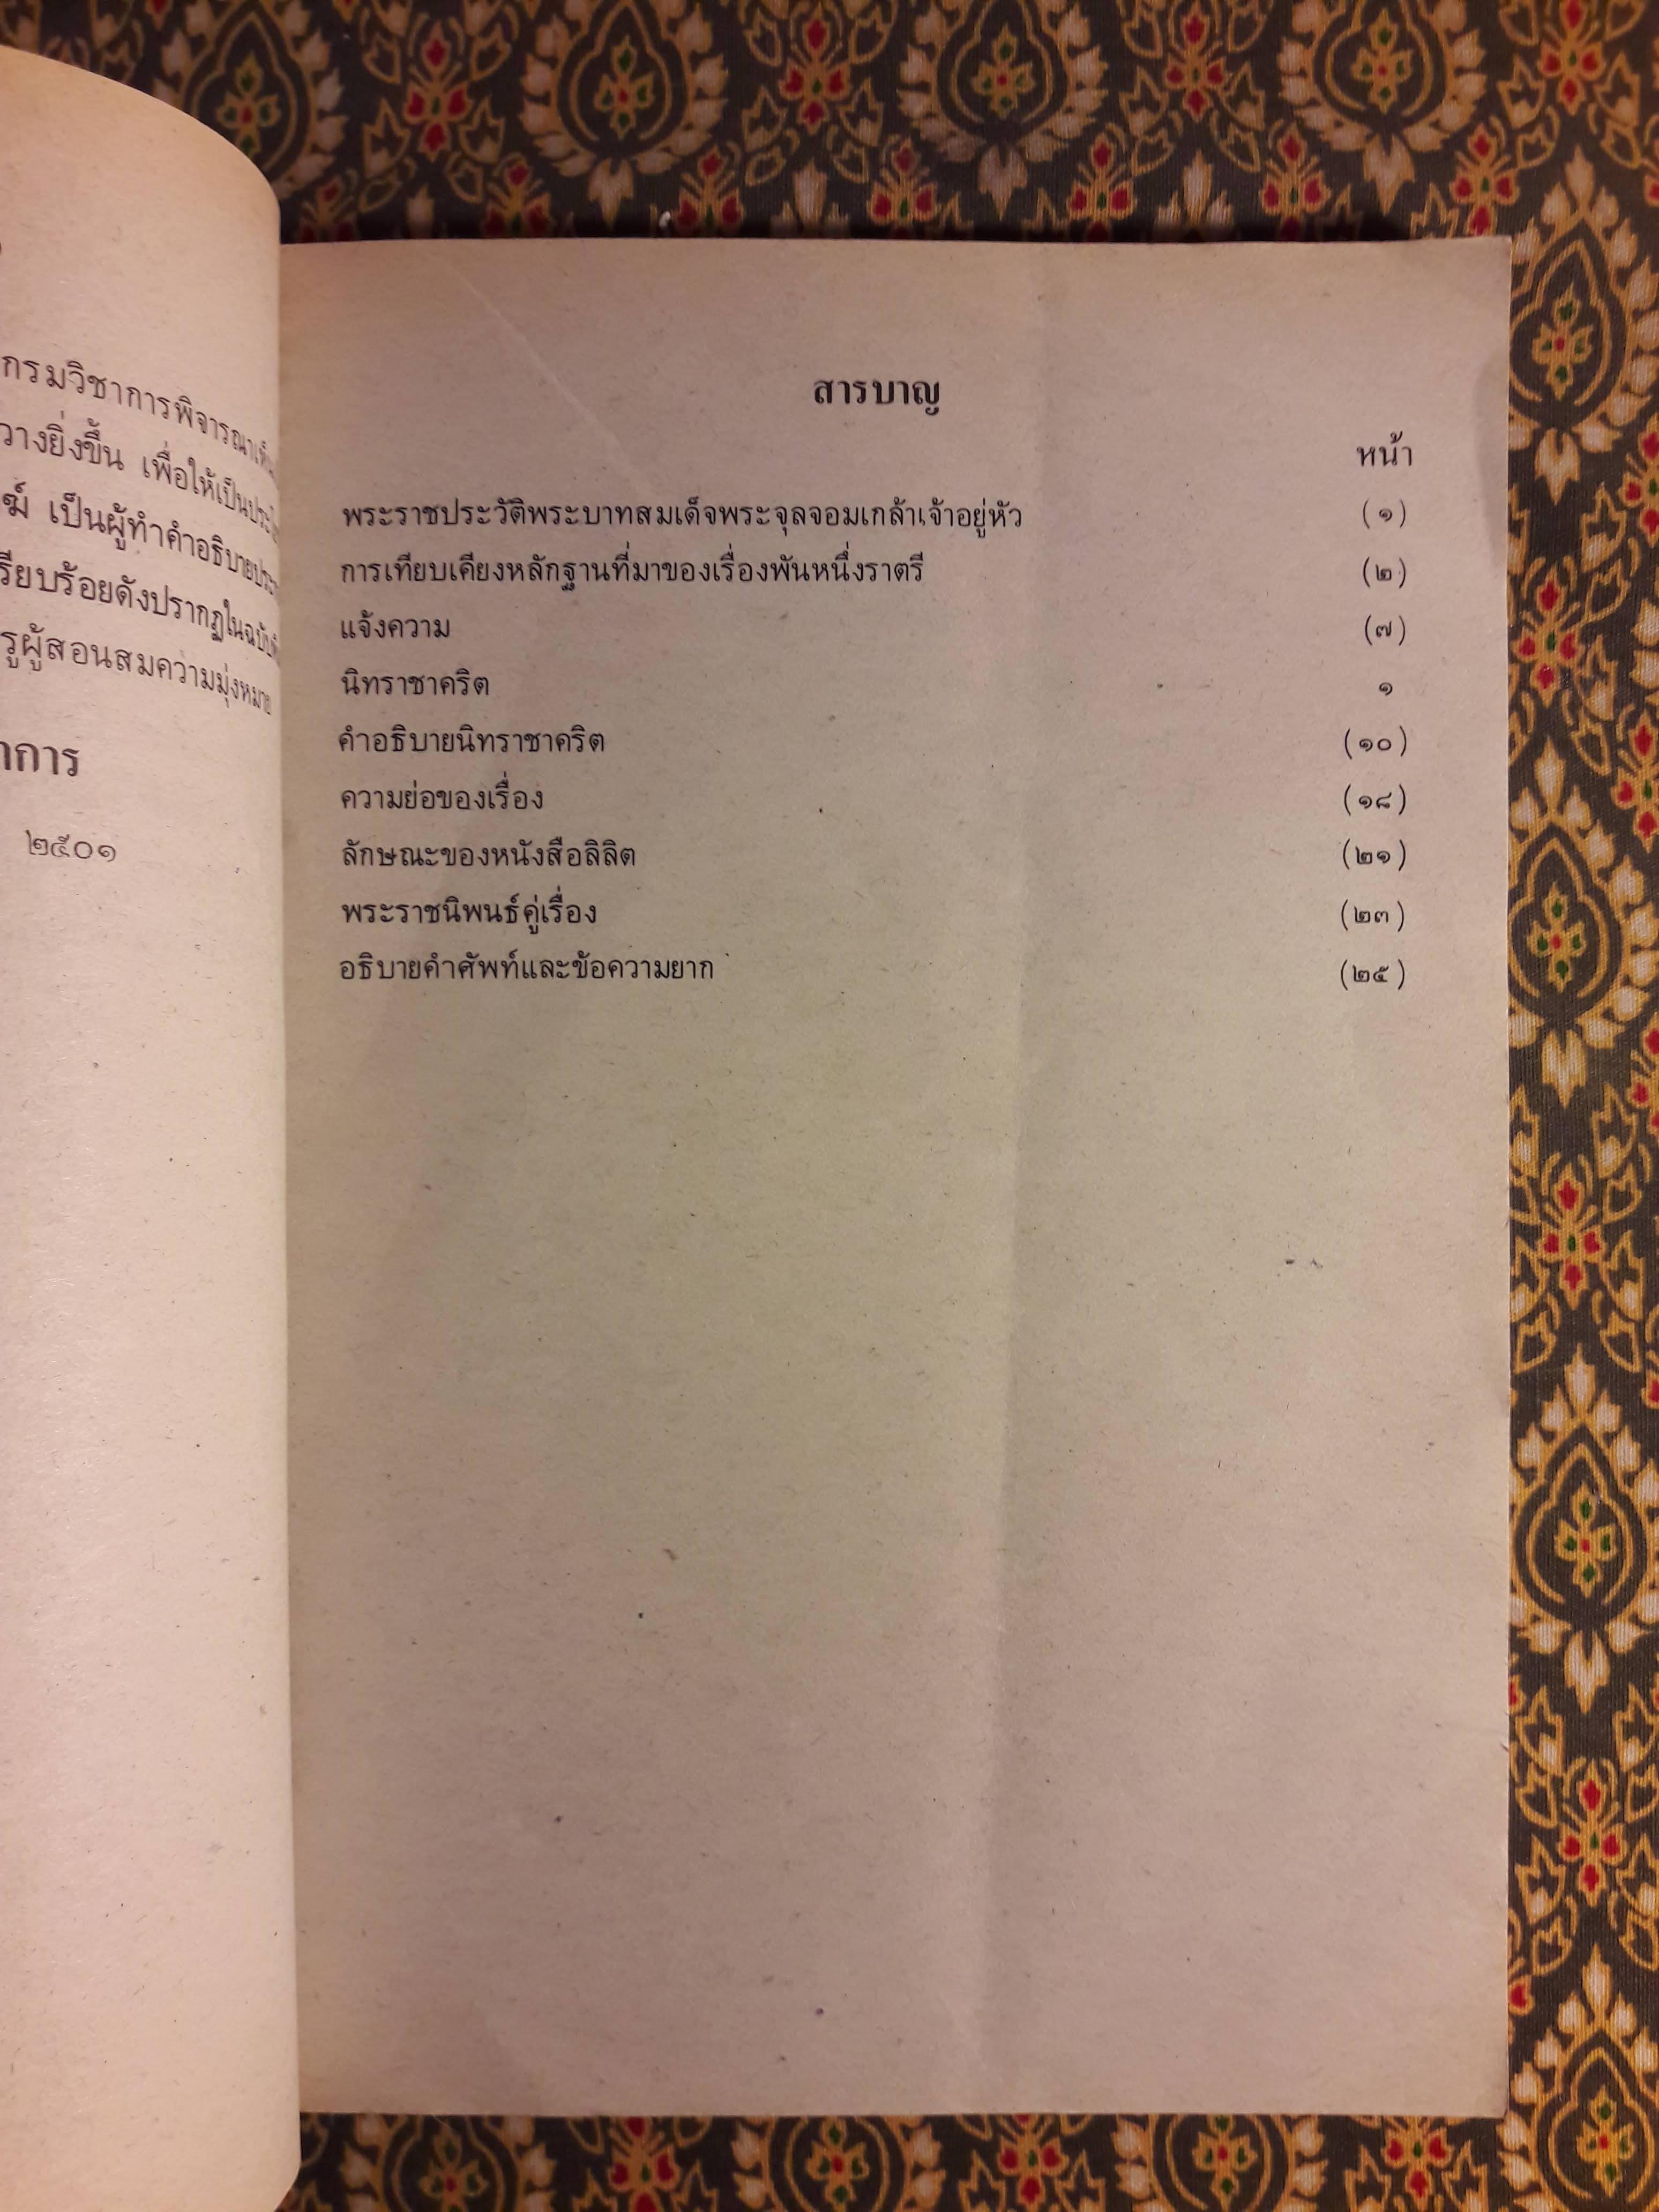 กรมวิชาการพิจารณาเห็น
วางยิ่งขึ้น เพื่อให้เป็น
เป็นผู้ทำคำอธิบาย
เรียบร้อยดังปรากฏในฉบับ
รูผู้สอนสมความมุ่งหมาย
าการ
๒๕๐๑
สารบาญ
หน้า
พระราชประวัติพระบาทสมเด็จพระจุลจอมเกล้าเจ้าอยู่หัว (๑)
การเทียบเคียงหลักฐานที่มาของเรื่องพันหนึ่งราตรี (๒)
แจ้งความ (๗)
นิทราชาคริต ๑
คำอธิบายนิทราชาคริต (๑๐)
ความย่อของเรื่อง (๑๘)
ลักษณะของหนังสือลิลิต (๒๑)
พระราชนิพนธ์คู่เรื่อง (๒๓)
อธิบายคำศัพท์และข้อความยาก (๒๕)